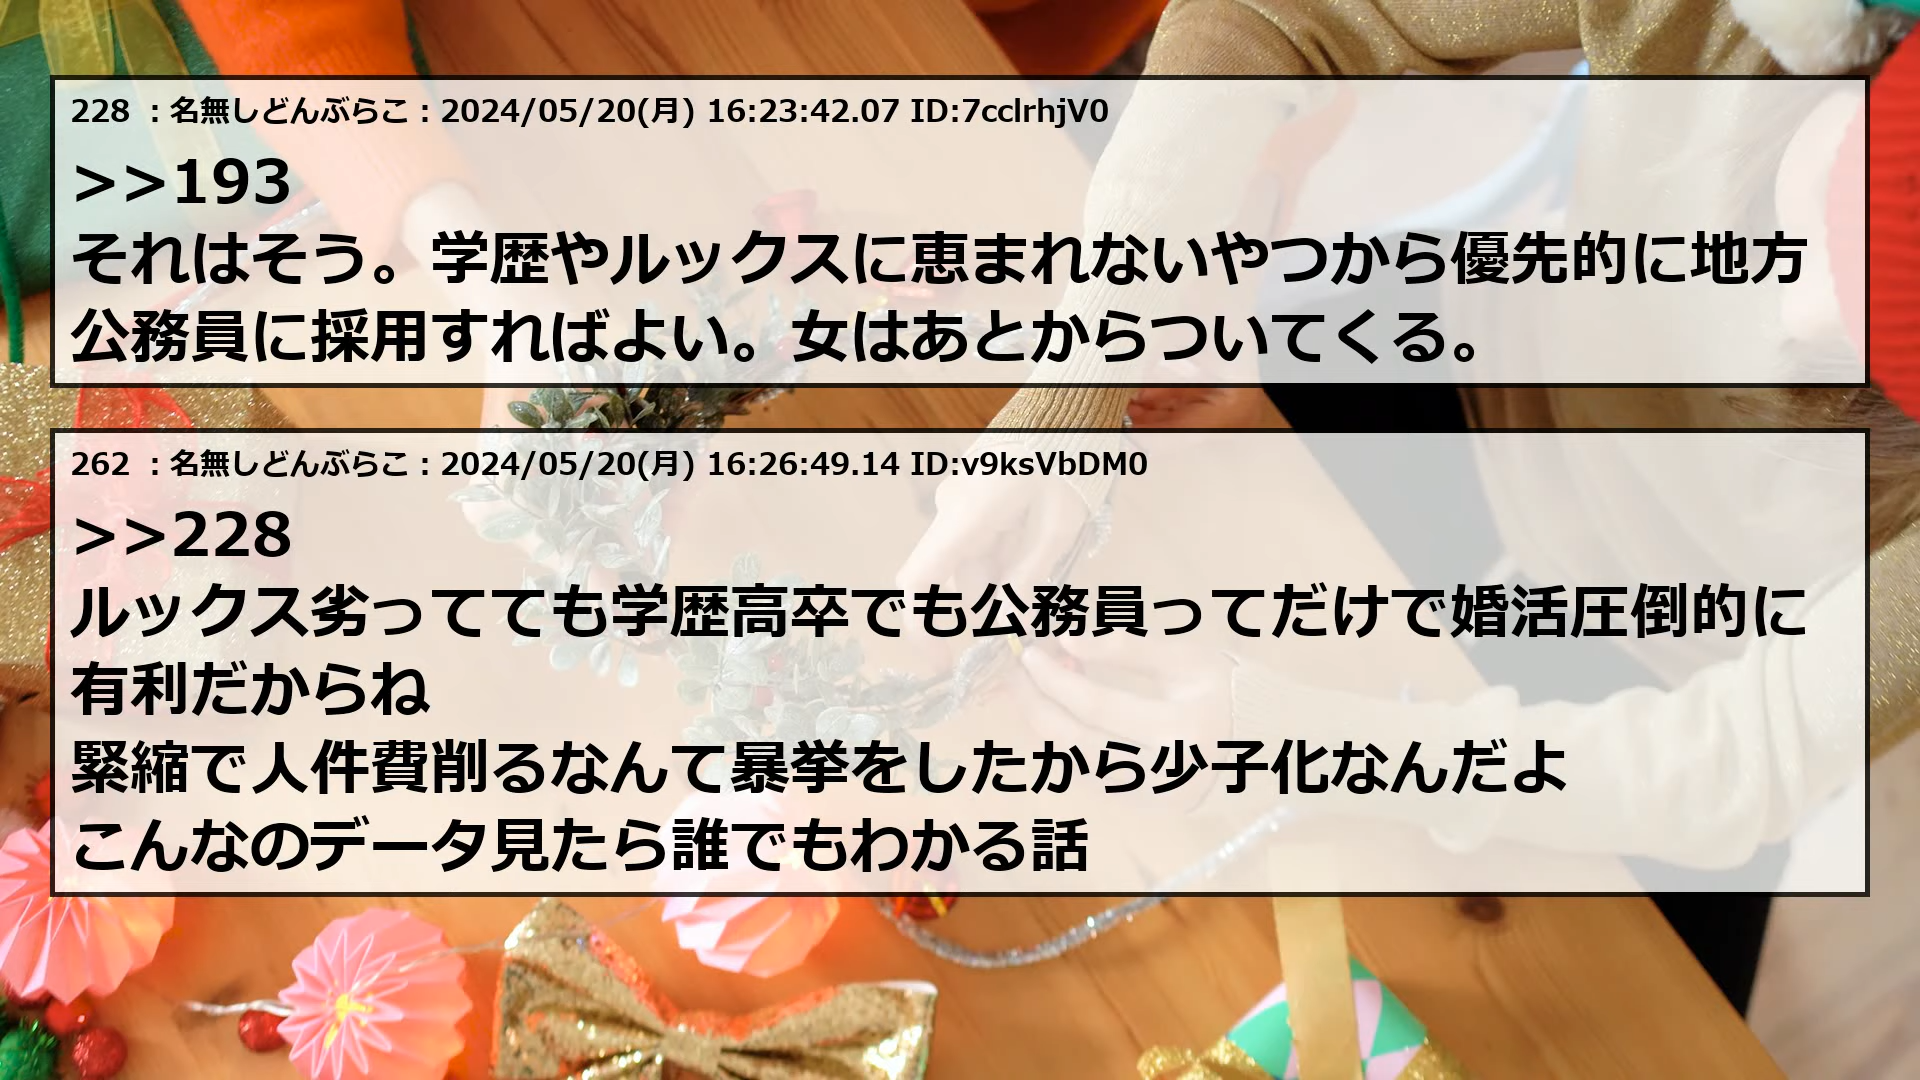 228 ：名無しどんぶらこ：2024/05/20(月) 16:23:42.07 ID:7cclrhjV0
>>193
それはそう。学歴やルックスに恵まれないやつから優先的に地方
公務員に採用すればよい。女はあとからついてくる。
262 ：名無しどんぶらこ：2024/05/20(月) 16:26:49.14 ID:v9ksVbDM0
>>228
ルックス劣ってても学歴高卒でも公務員ってだけで婚活圧倒的に
有利だからね
緊縮で人件費削るなんて暴挙をしたから少子化なんだよ
こんなのデータ見たら誰でもわかる話